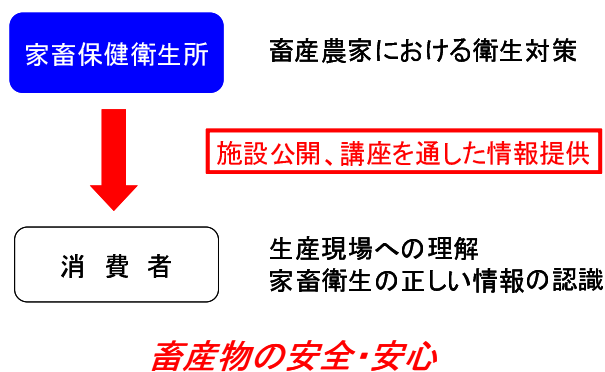 家畜保健衛生所
畜産農家における衛生対策
施設公開、講座を通した情報提供
消　費　者
生産現場への理解
家畜衛生の正しい情報の認識
畜産物の安全・安心